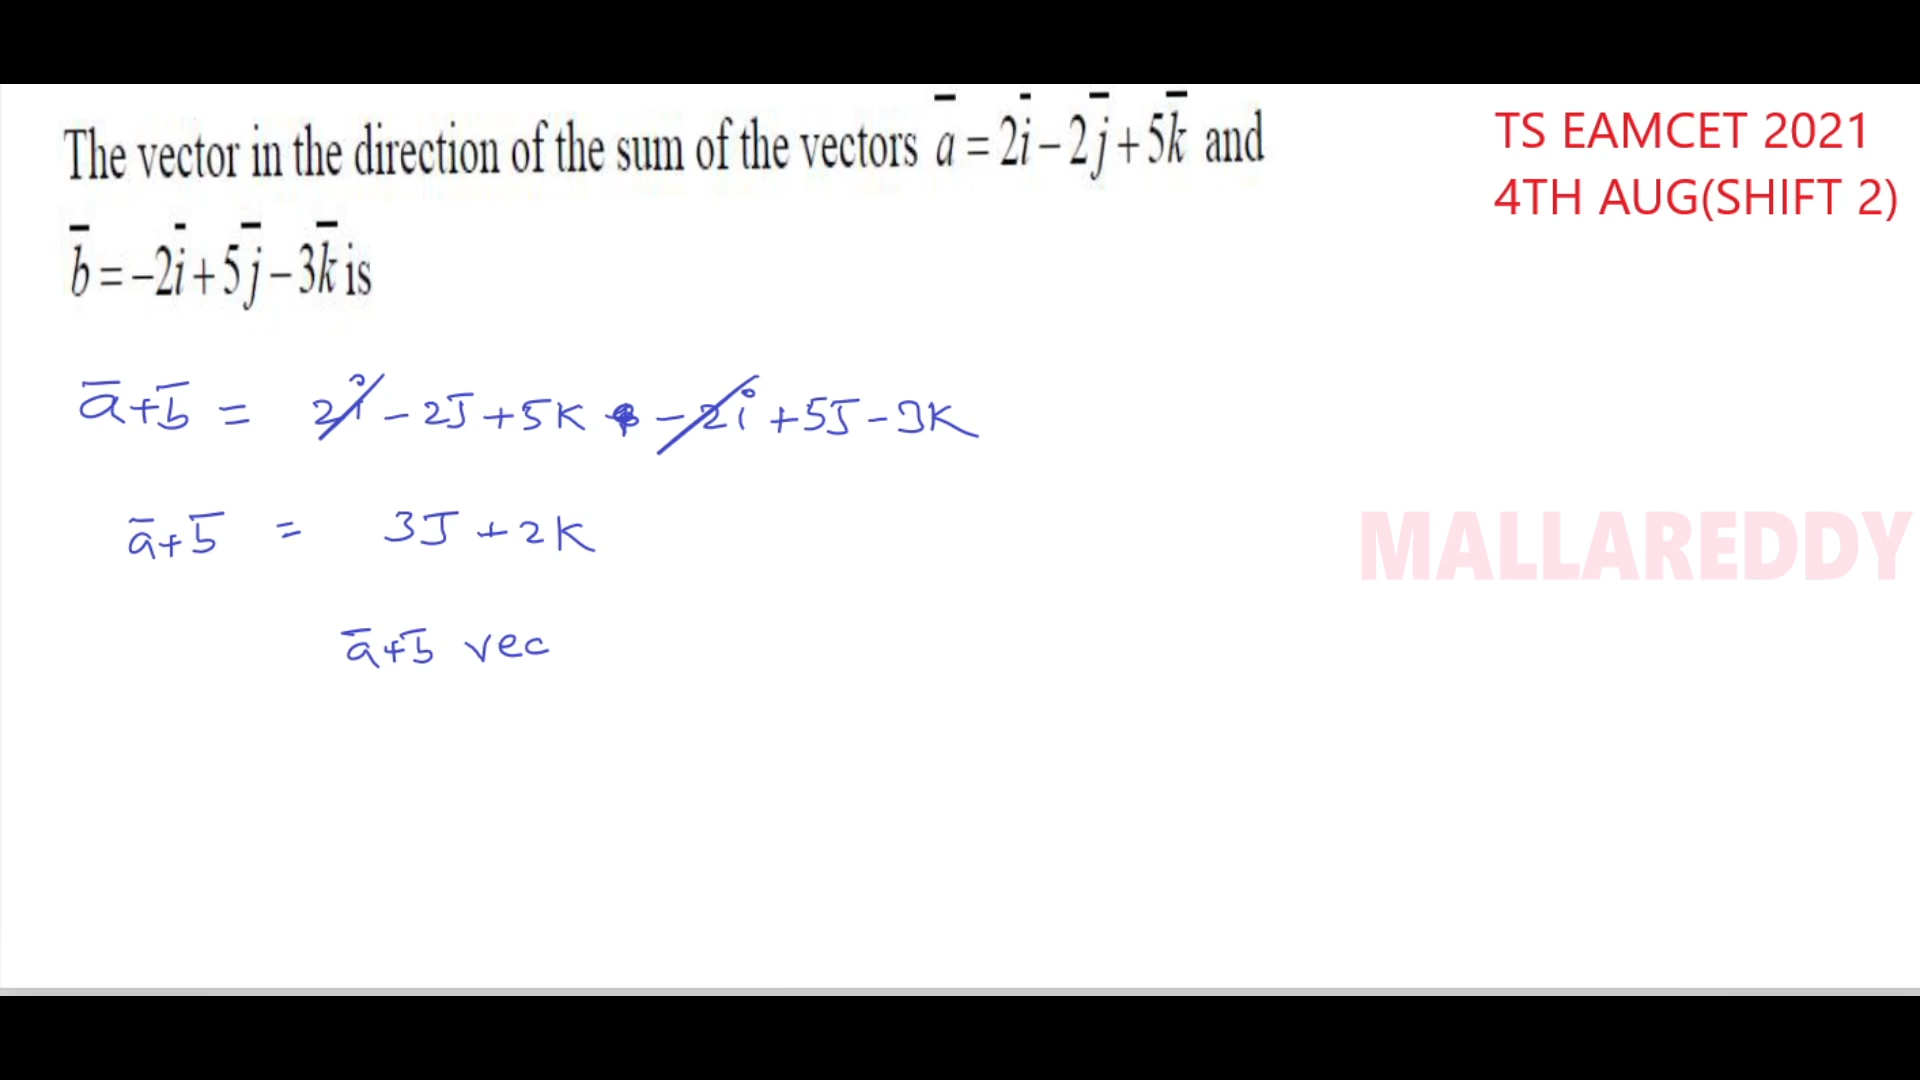 The vector in the direction of the sum of the vectors a̅ = 2i̅ − 2j̅ + 5k̅ and
b̅ = −2i̅ + 5j̅ − 3k̅ is
TS EAMCET 2021
4TH AUG(SHIFT 2)
a̅+b̅ = 2i − 2J + 5K + −2i + 5J − 3K
a̅+b̅ = 3J + 2K
MALLAREDDY
a̅+b̅ vec